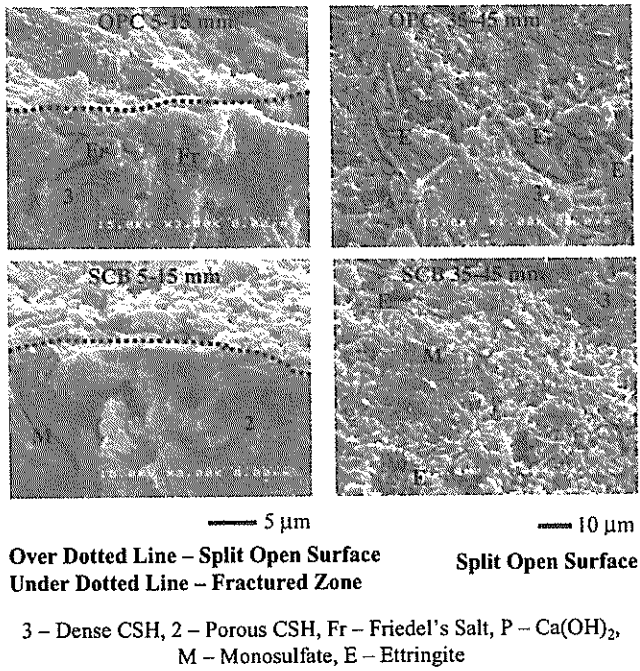 OPC 5-15 mm
OPC 35-45 mm
Fr
Fr
3
E
E
E
3
SCB 5-15 mm
SCB 35-45 mm
E
3
M
M
2
E
5 µm
10 µm
Over Dotted Line – Split Open Surface
Under Dotted Line – Fractured Zone
Split Open Surface
3 – Dense CSH, 2 – Porous CSH, Fr – Friedel's Salt, P – Ca(OH)₂,
M – Monosulfate, E – Ettringite